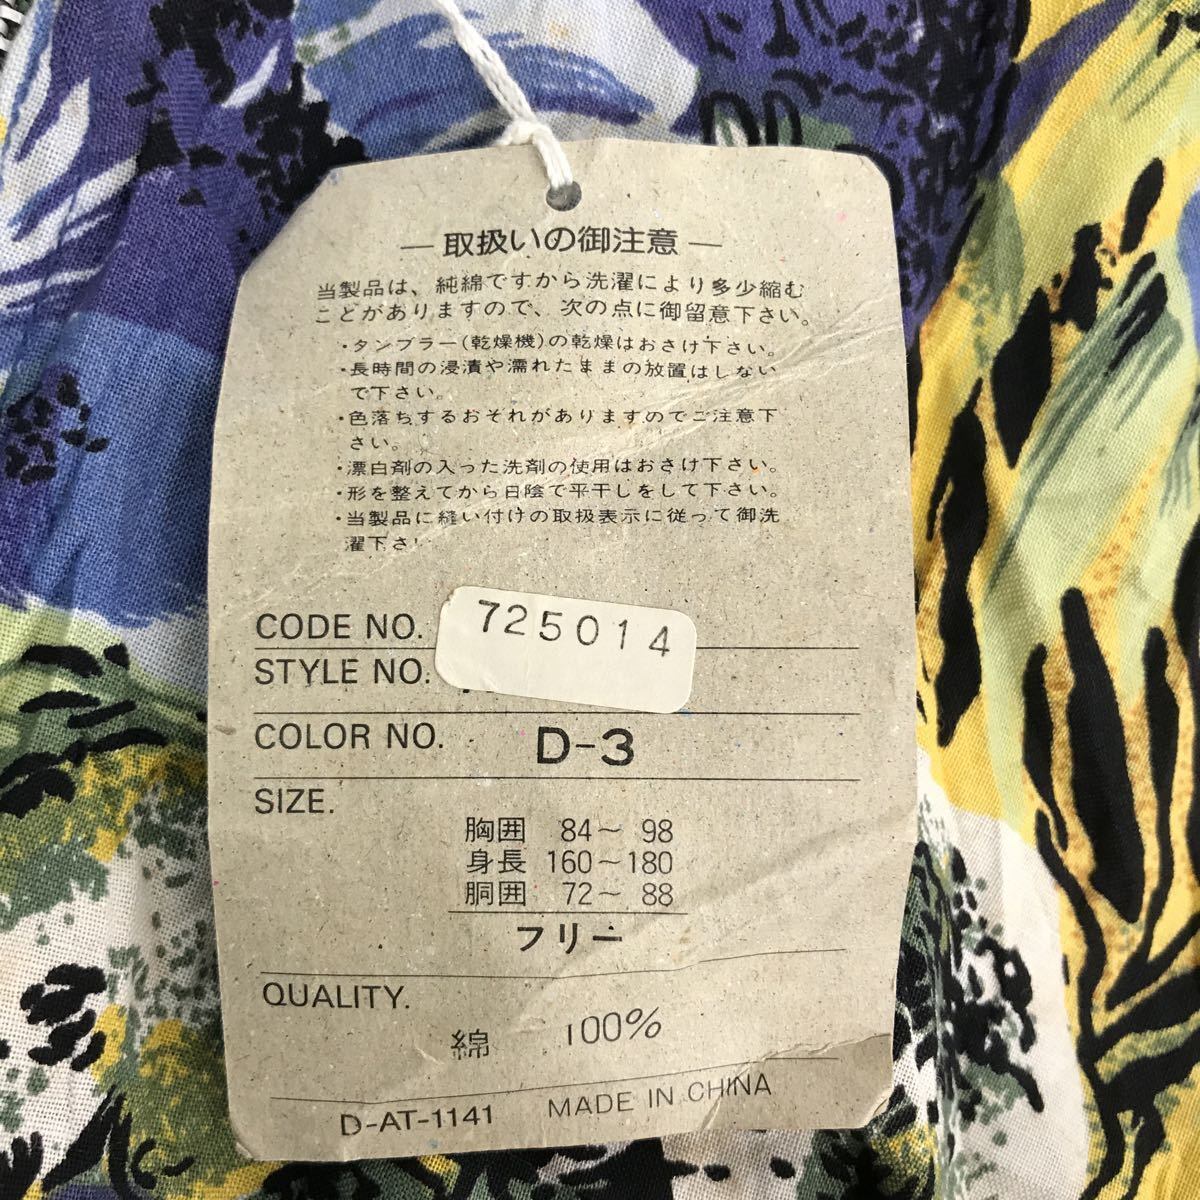 ― 取扱いの御注意 ―
当製品は、純綿ですから洗濯により多少縮む
ことがありますので、次の点に御留意下さい。
・タンブラー(乾燥機)の乾燥はおさけ下さい。
・長時間の浸漬や濡れたままの放置はしない
で下さい。
・色落ちするおそれがありますのでご注意下
さい。
・漂白剤の入った洗剤の使用はおさけ下さい。
・形を整えてから日陰で平干しをして下さい。
・当製品に縫い付けの取扱表示に従って御洗
濯下さい
CODE NO. 725014
STYLE NO.
COLOR NO. D-3
SIZE.
胸囲 84～98
身長 160～180
胴囲 72～88
フリー
QUALITY.
綿 100%
D-AT-1141 MADE IN CHINA